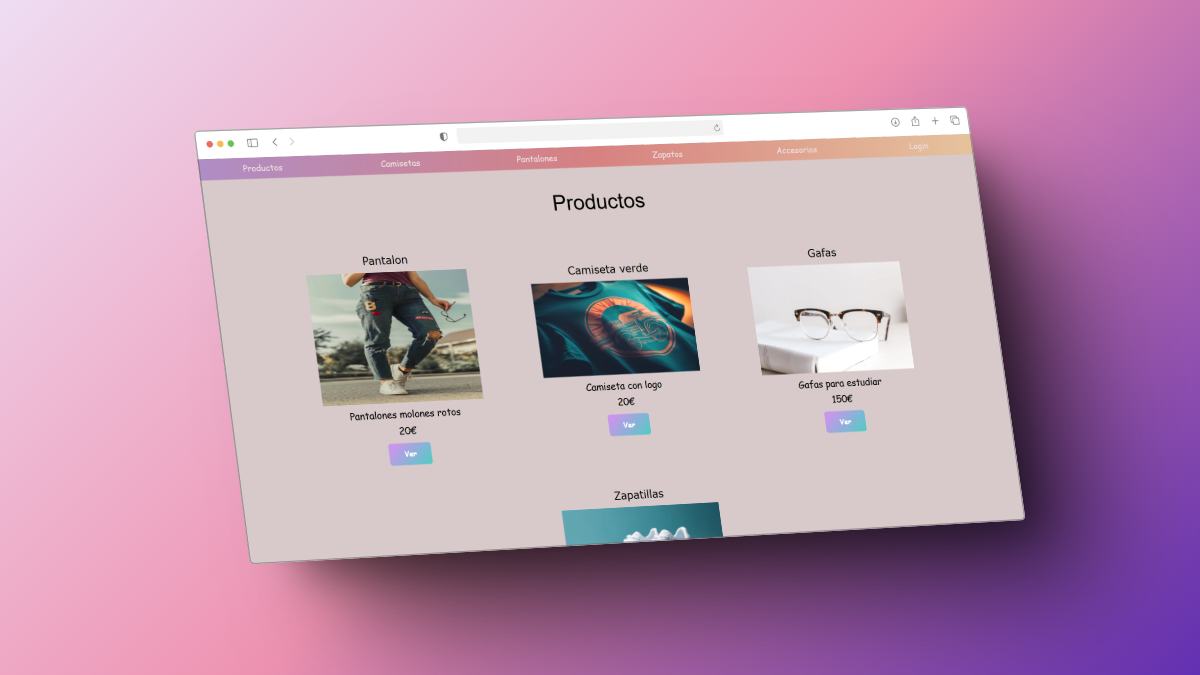 Productos
Camisetas
Pantalones
Zapatos
Accesorios
Login
Productos
Pantalon
B
Pantalones molones rotos
20€
Ver
Camiseta verde
Camiseta con logo
20€
Ver
Gafas
Gafas para estudiar
150€
Ver
Zapatillas